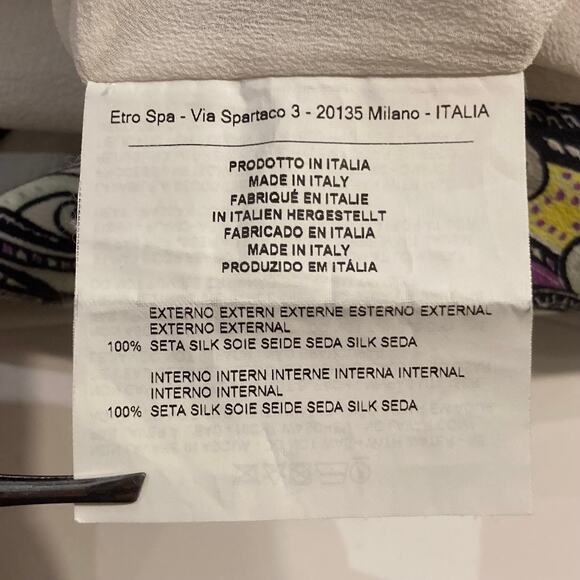 Etro Spa - Via Spartaco 3 - 20135 Milano - ITALIA
PRODOTTO IN ITALIA
MADE IN ITALY
FABRIQUÉ EN ITALIE
IN ITALIEN HERGESTELLT
FABRICADO EN ITALIA
MADE IN ITALY
PRODUZIDO EM ITÁLIA
EXTERNO EXTERN EXTERNE ESTERNO EXTERNAL
EXTERNO EXTERNAL
100% SETA SILK SOIE SEIDE SEDA SILK SEDA
INTERNO INTERN INTERNE INTERNA INTERNAL
INTERNO INTERNAL
100% SETA SILK SOIE SEIDE SEDA SILK SEDA